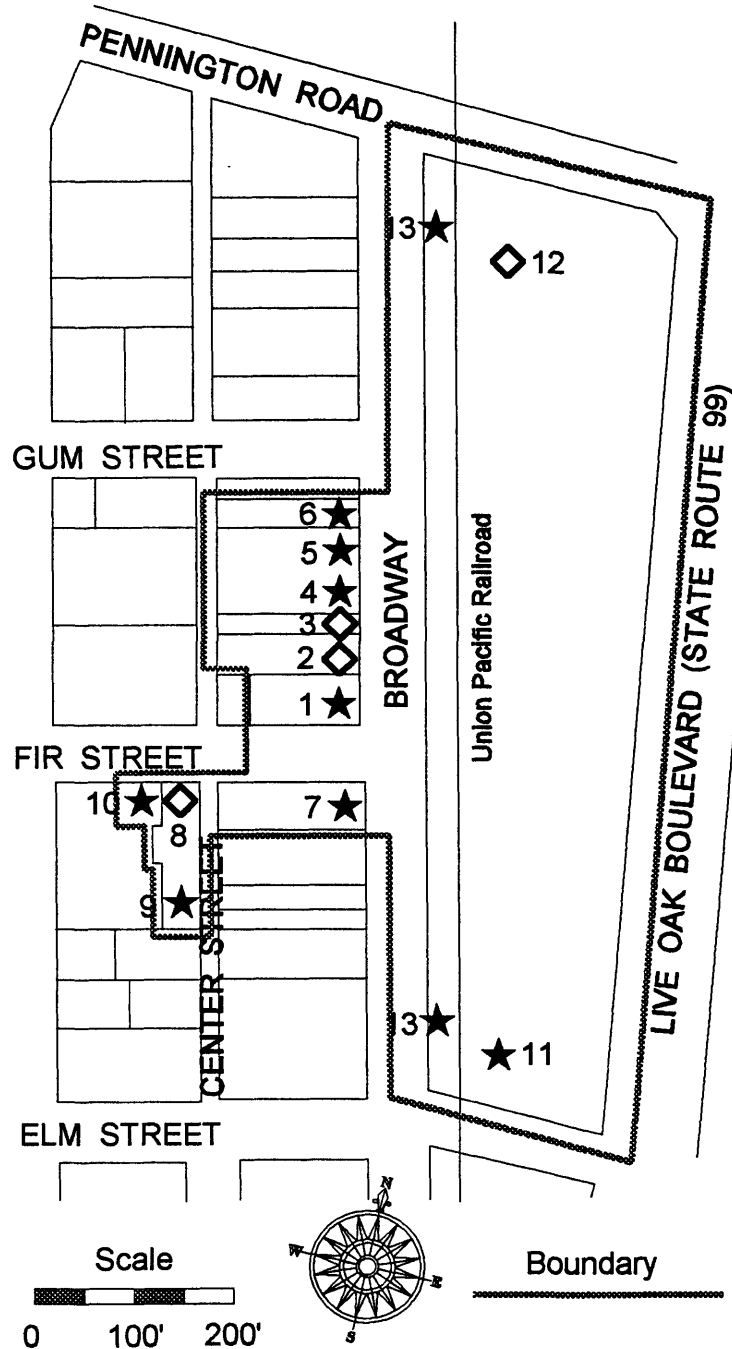 PENNINGTON ROAD
13
12
GUM STREET
6
5
4
3
2
1
BROADWAY
Union Pacific Railroad
LIVE OAK BOULEVARD (STATE ROUTE 99)
FIR STREET
10
8
7
9
CENTER STREET
13
11
ELM STREET
N
W
E
S
Scale
0 100' 200'
Boundary